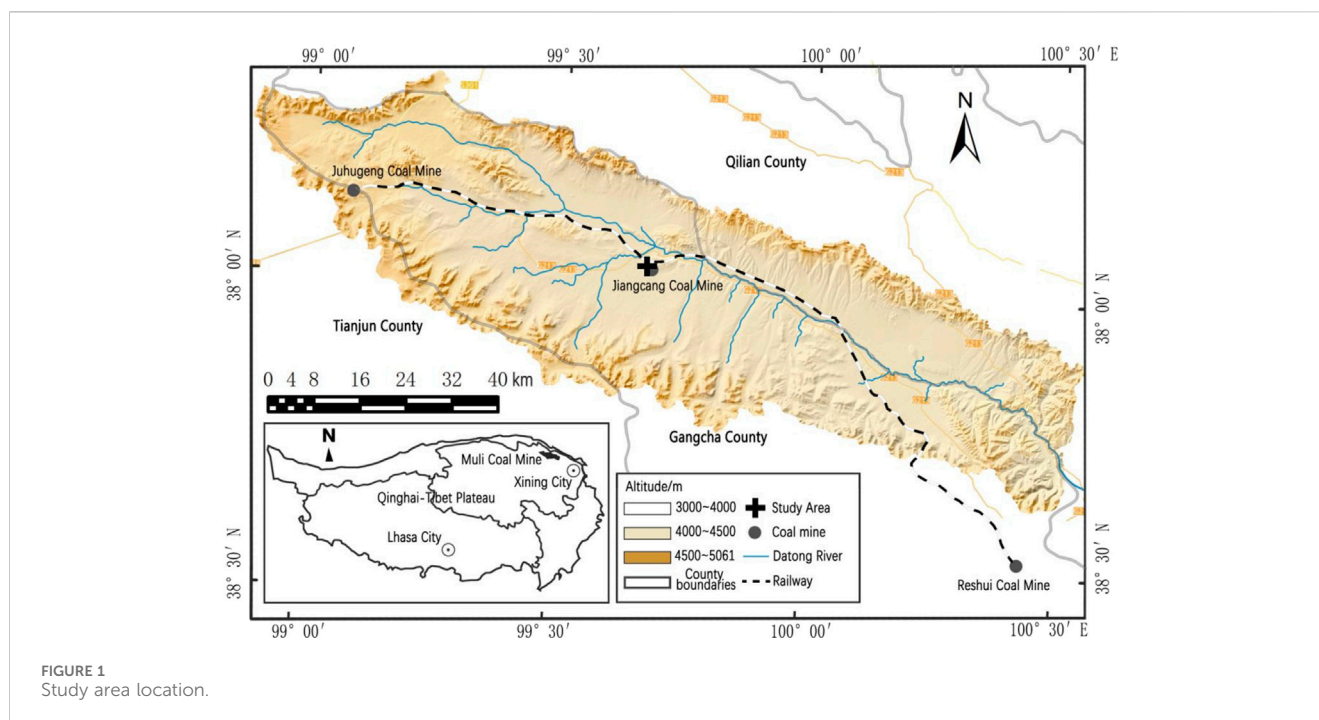 99° 00′
99° 30′
100° 00′
100° 30′ E
N
Qilian County
Juhugeng Coal Mine
38° 00′ N
Jiangcang Coal Mine
38° 00′ N
Tianjun County
0 4 8 16 24 32 40 km
Gangcha County
N
Muli Coal Mine
Xining City
Qinghai-Tibet Plateau
Lhasa City
Altitude/m
3000~4000
4000~4500
4500~5061
County
boundaries
Study Area
Coal mine
Datong River
Railway
Reshui Coal Mine
38° 30′ N
38° 30′ N
99° 00′
99° 30′
100° 00′
100° 30′ E
FIGURE 1
Study area location.